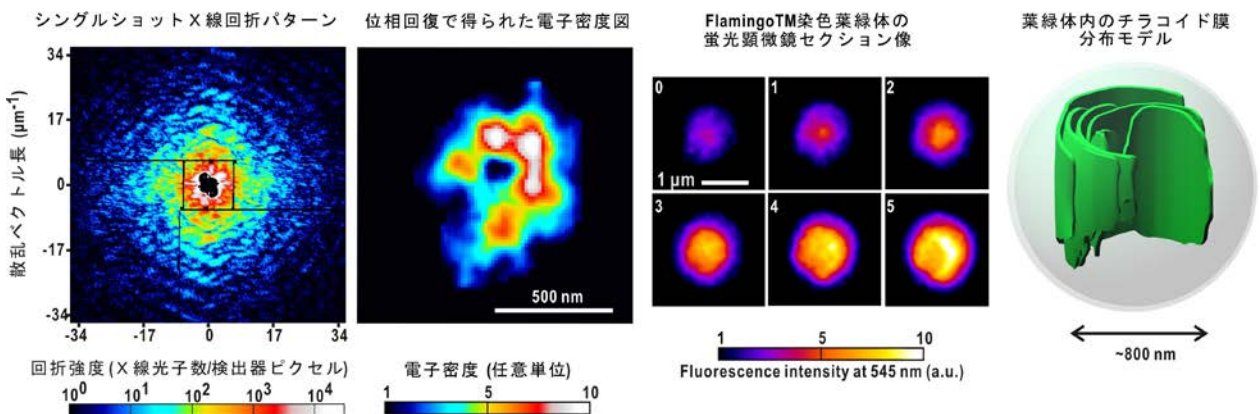 シングルショットX線回折パターン
散乱ベクトル長 (μm⁻¹)
34
17
0
-17
-34
-34
-17
0
17
34
回折強度 (X線光子数/検出器ピクセル)
10⁰
10¹
10²
10³
10⁴
位相回復で得られた電子密度図
500 nm
電子密度 (任意単位)
1
5
10
FlamingoTM染色葉緑体の
蛍光顕微鏡セクション像
0
1
2
1 μm
3
4
5
1
5
10
Fluorescence intensity at 545 nm (a.u.)
葉緑体内のチラコイド膜
分布モデル
~800 nm